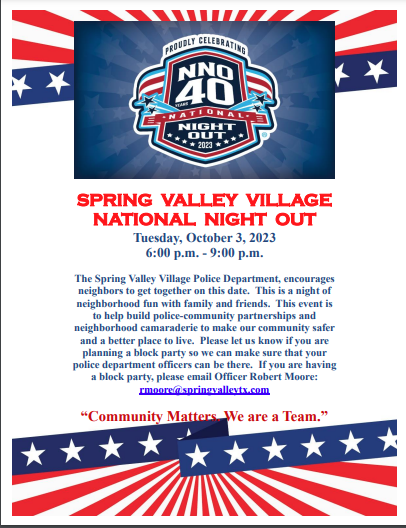 PROUDLY CELEBRATING
NNO
40
YEARS
NATIONAL
NIGHT
OUT
2023
SPRING VALLEY VILLAGE
NATIONAL NIGHT OUT
Tuesday, October 3, 2023
6:00 p.m. - 9:00 p.m.
The Spring Valley Village Police Department, encourages
neighbors to get together on this date. This is a night of
neighborhood fun with family and friends. This event is
to help build police-community partnerships and
neighborhood camaraderie to make our community safer
and a better place to live. Please let us know if you are
planning a block party so we can make sure that your
police department officers can be there. If you are having
a block party, please email Officer Robert Moore:
rmoore@springvalleytx.com
“Community Matters. We are a Team.”